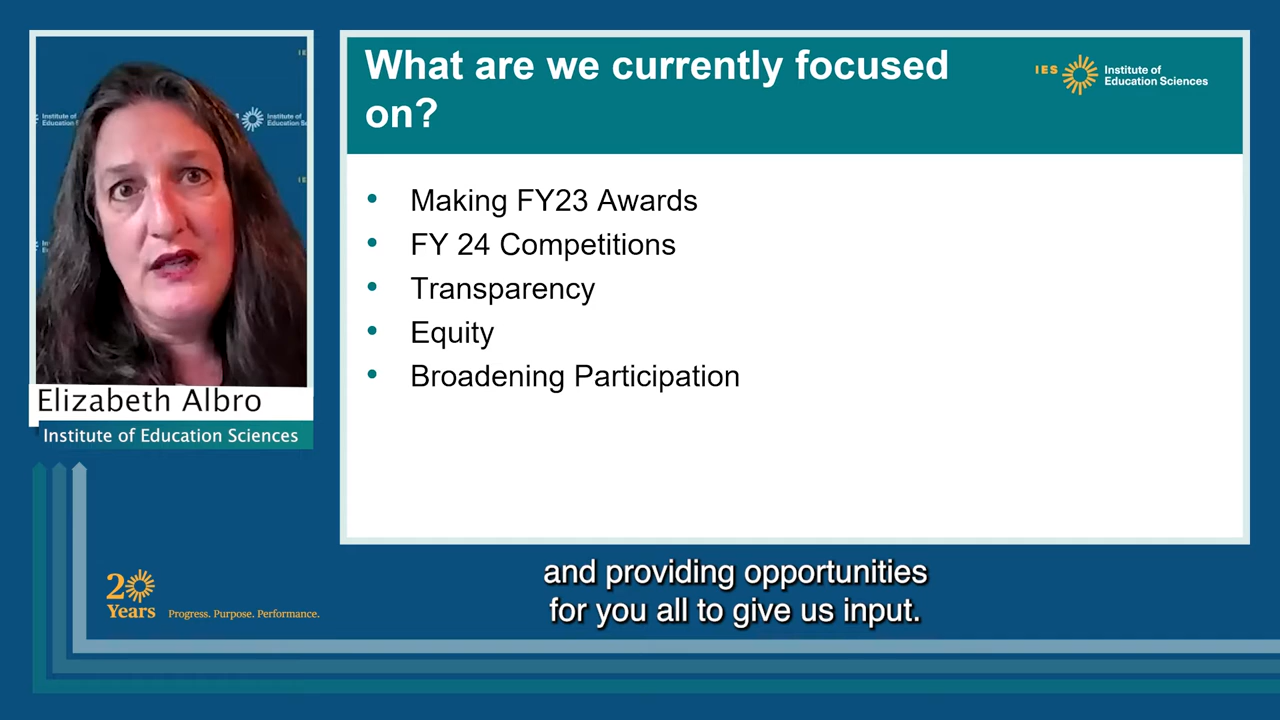 What are we currently focused
on?
IES Institute of
Education Sciences
• Making FY23 Awards
• FY 24 Competitions
• Transparency
• Equity
• Broadening Participation
Elizabeth Albro
Institute of Education Sciences
20
Years Progress. Purpose. Performance.
and providing opportunities
for you all to give us input.